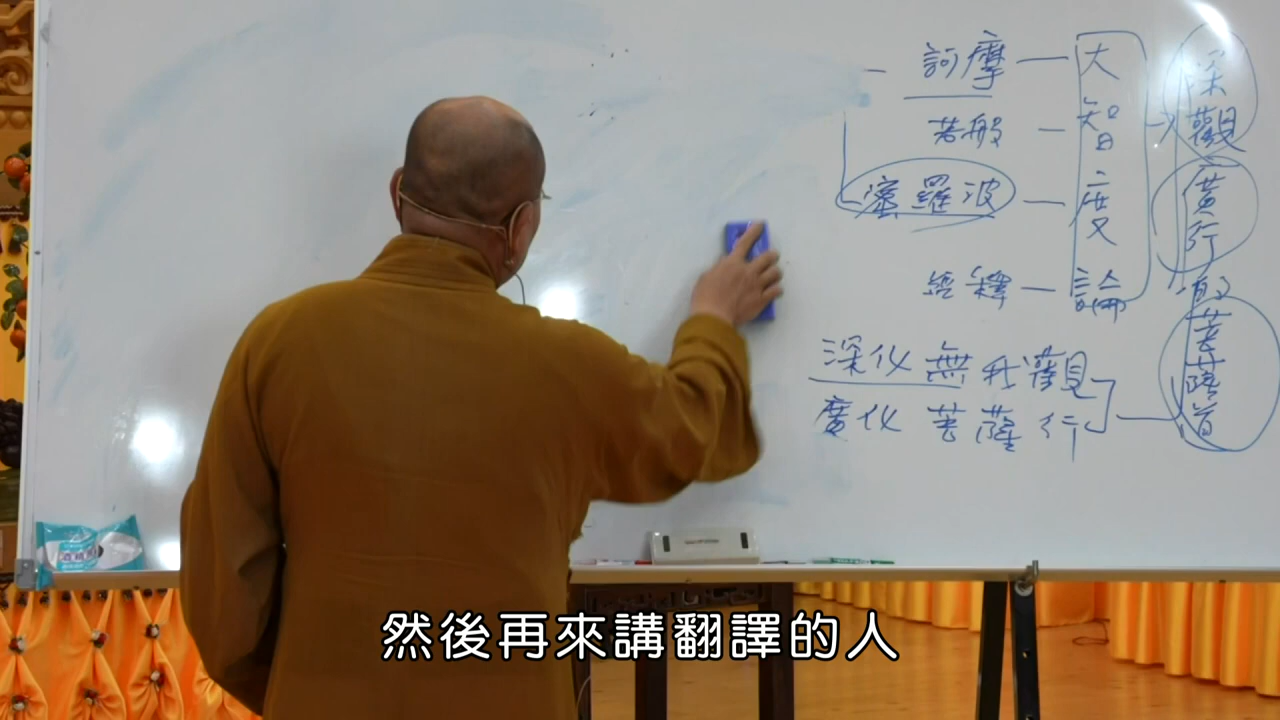 深觀廣行的菩薩道
大智度論
摩訶
般若
波羅蜜
釋經
深化無我觀
廣化菩薩行
然後再來講翻譯的人